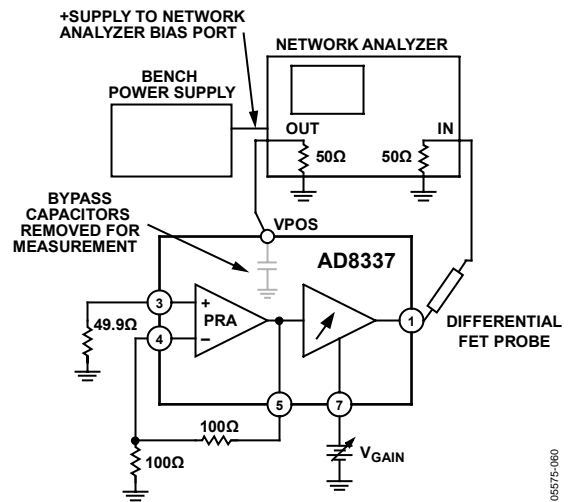 +SUPPLY TO NETWORK
ANALYZER BIAS PORT
NETWORK ANALYZER
BENCH
POWER SUPPLY
OUT
IN
50Ω
50Ω
BYPASS
CAPACITORS
REMOVED FOR
MEASUREMENT
VPOS
AD8337
3
+
PRA
49.9Ω
4
–
1
DIFFERENTIAL
FET PROBE
5
7
100Ω
100Ω
VGAIN
05575-060